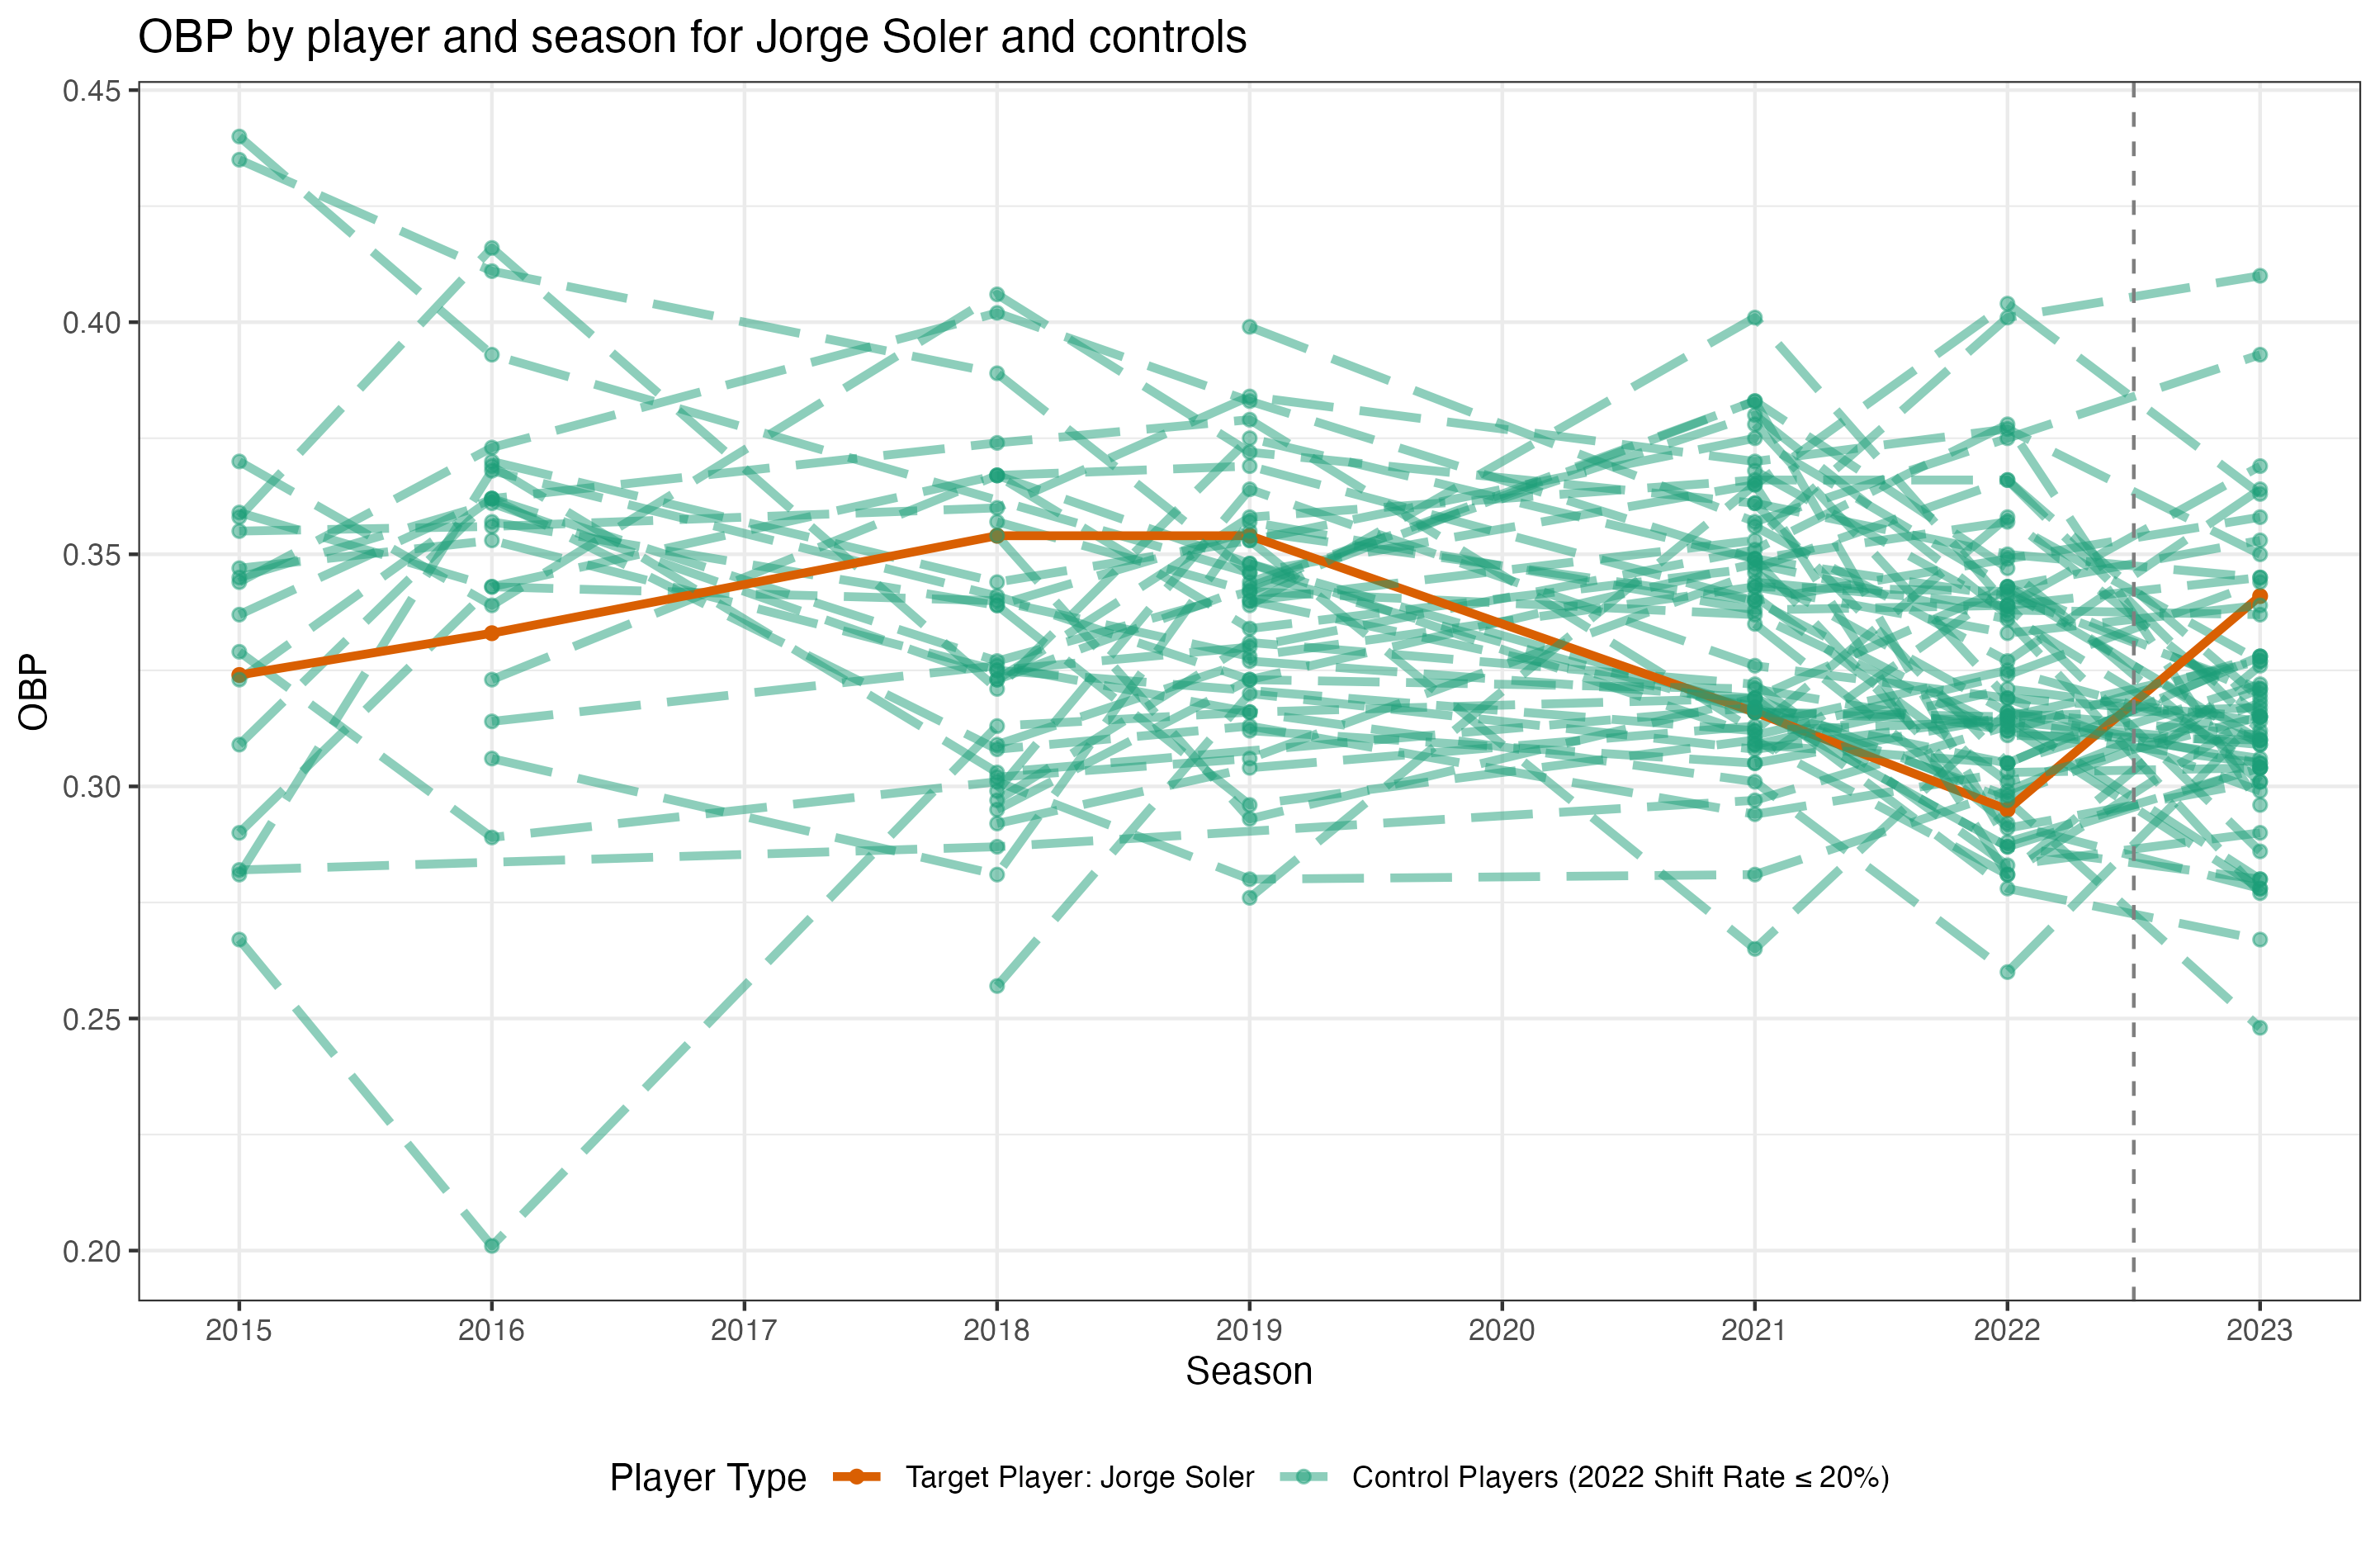 OBP by player and season for Jorge Soler and controls
0.45
0.40
0.35
0.30
0.25
0.20
OBP
2015 2016 2017 2018 2019 2020 2021 2022 2023
Season
Player Type Target Player: Jorge Soler Control Players (2022 Shift Rate ≤ 20%)